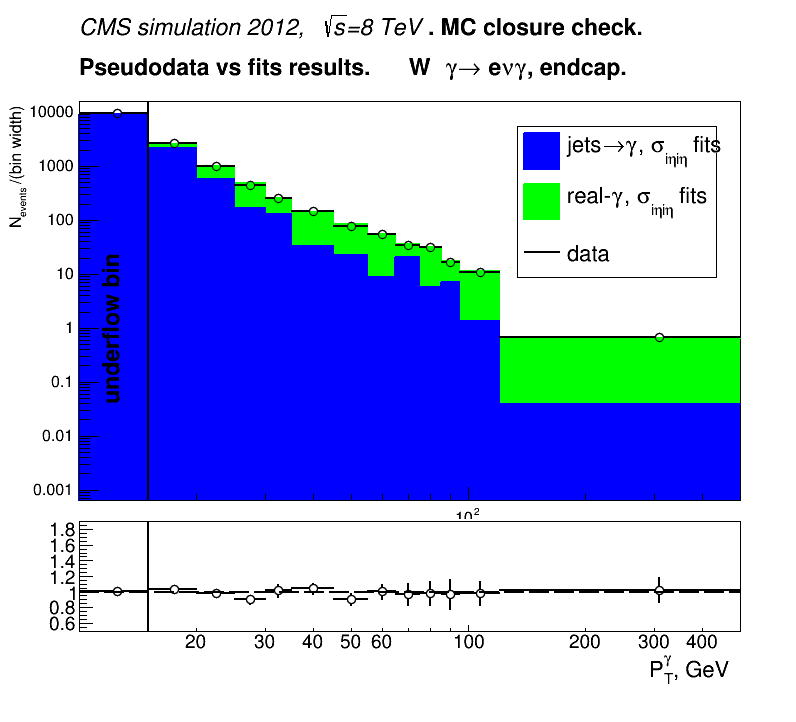 CMS simulation 2012, √s=8 TeV . MC closure check.
Pseudodata vs fits results. W γ→ eνγ, endcap.
N_events /(bin width)
10000
1000
100
10
1
0.1
0.01
0.001
underflow bin
jets→γ, σ_iηiη fits
real-γ, σ_iηiη fits
data
10²
1.8
1.6
1.4
1.2
1
0.8
0.6
20 30 40 50 60 100 200 300 400
P_T^γ, GeV